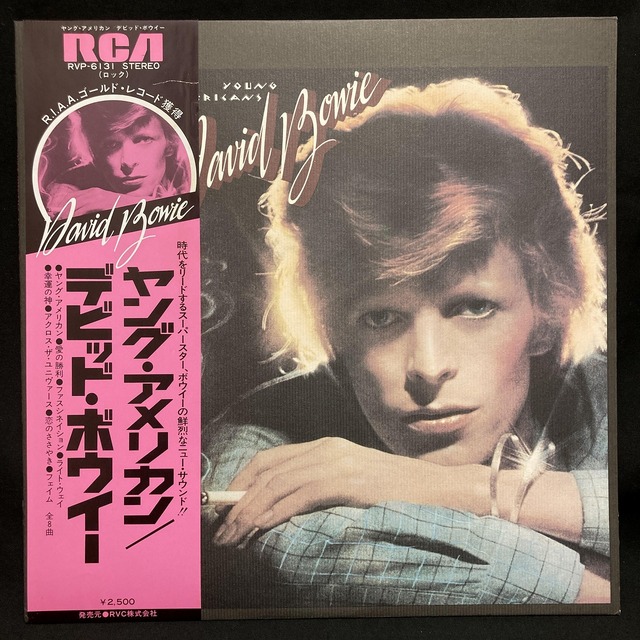 ヤング・アメリカン デビッド・ボウイー
RCA
RVP-6131 STEREO
(ロック)
R.I.A.A.ゴールド・レコード獲得
David Bowie
時代をリードするスーパースター、ボウイーの鮮烈なニュー・サウンド!!
ヤング・アメリカン/
デビッド・ボウイー
●ヤング・アメリカン●愛の勝利●ファスシネイション●ライト・ウェイ
●幸運の神●アクロス・ザ・ユニヴァース●恋のささやき●フェイム 全8曲
¥2,500
発売元●RVC株式会社
YOUNG
RICANS
David Bowie